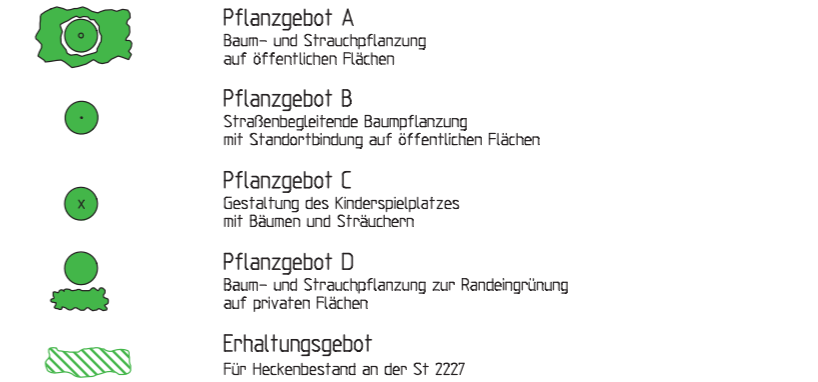 Pflanzgebot A
Baum- und Strauchpflanzung
auf öffentlichen Flächen
Pflanzgebot B
Straßenbegleitende Baumpflanzung
mit Standortbindung auf öffentlichen Flächen
x
Pflanzgebot C
Gestaltung des Kinderspielplatzes
mit Bäumen und Sträuchern
Pflanzgebot D
Baum- und Strauchpflanzung zur Randeingrünung
auf privaten Flächen
Erhaltungsgebot
Für Heckenbestand an der St 2227